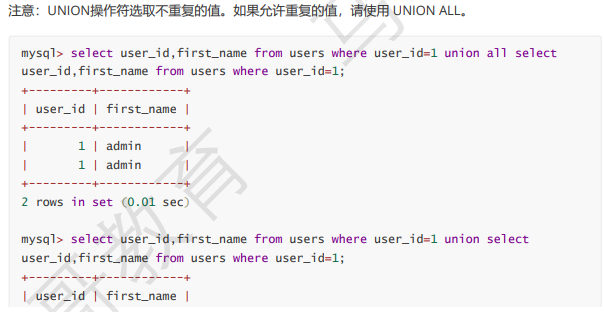 注意：UNION操作符选取不重复的值。如果允许重复的值，请使用 UNION ALL。
mysql> select user_id,first_name from users where user_id=1 union all select
user_id,first_name from users where user_id=1;
+---------+------------+
| user_id | first_name |
+---------+------------+
|       1 | admin      |
|       1 | admin      |
+---------+------------+
2 rows in set (0.01 sec)
mysql> select user_id,first_name from users where user_id=1 union select
user_id,first_name from users where user_id=1;
+---------+------------+
| user_id | first_name |
哥教育